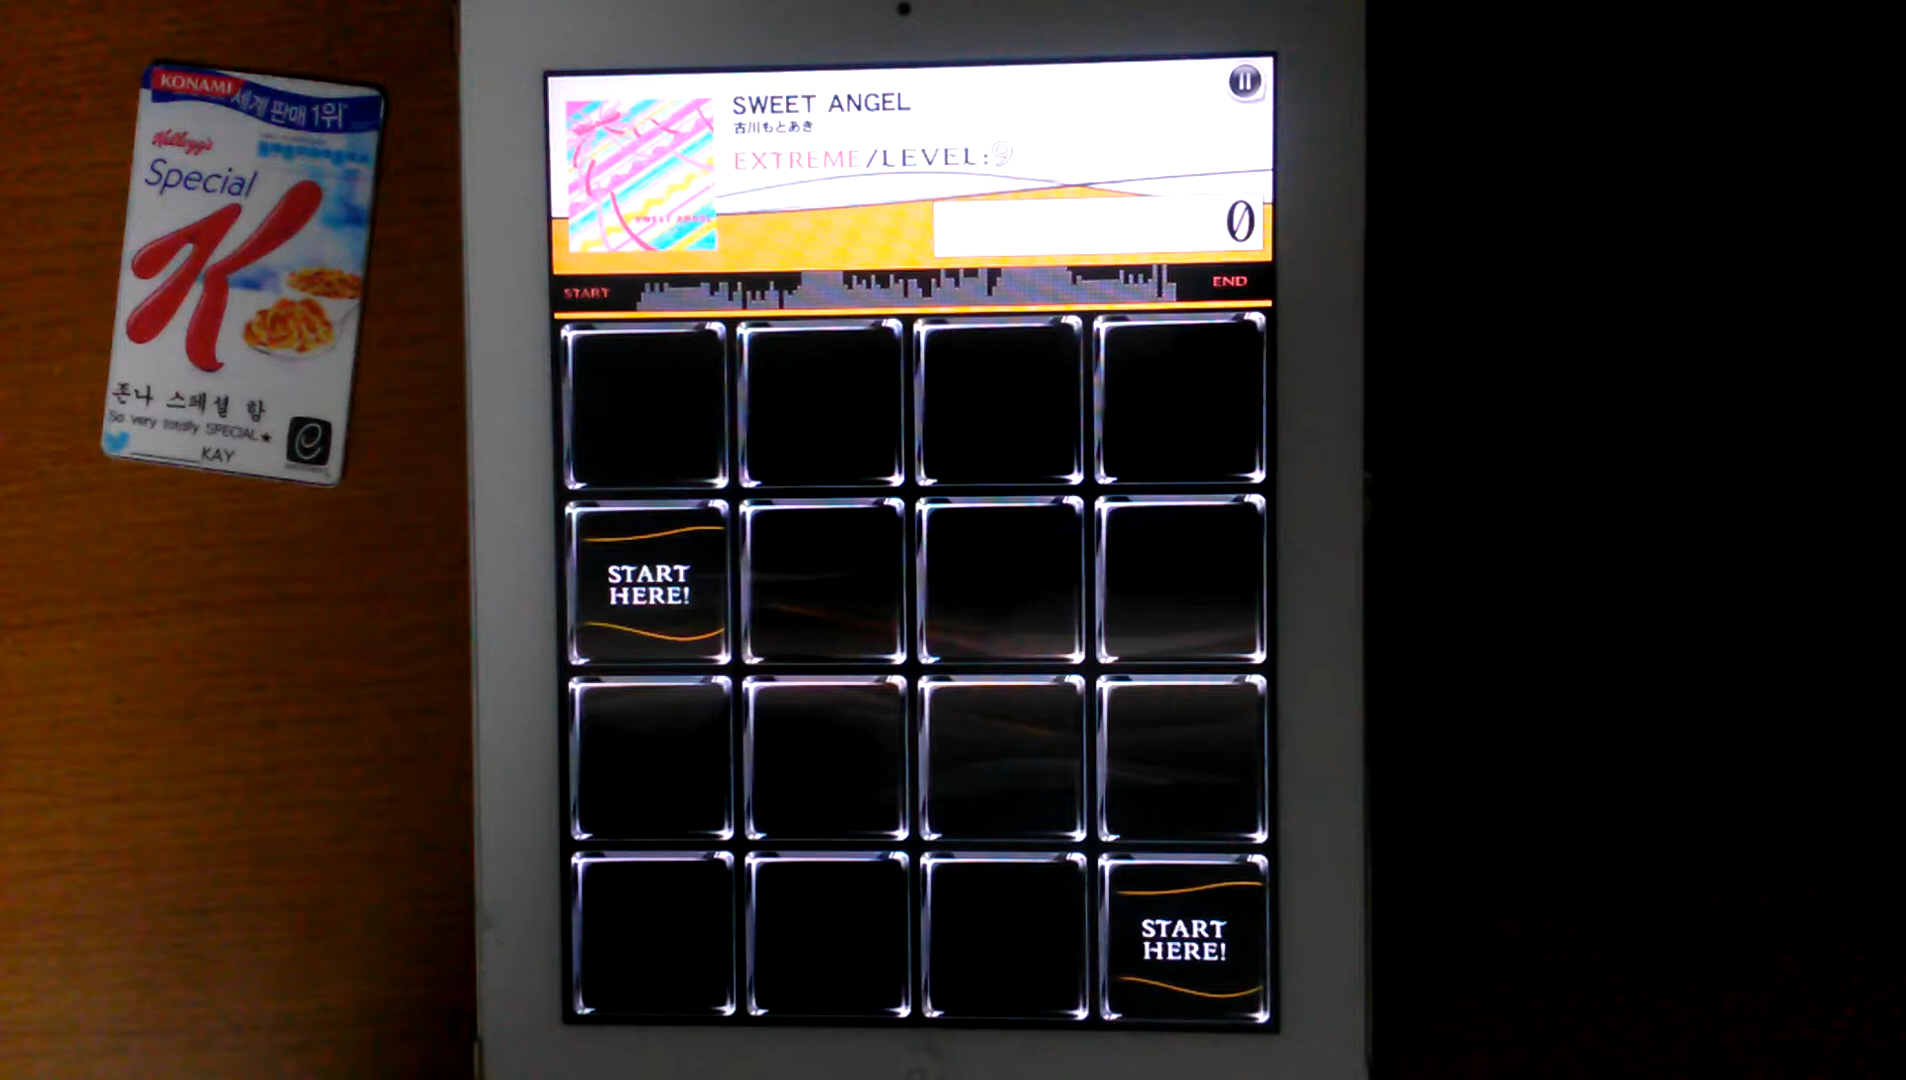 KONAMI
세계 판매 1위
Kellogg's
Special
K
존나 스페셜 함
So very totally SPECIAL★
KAY
e
SWEET ANGEL
古川もとあき
EXTREME/LEVEL:9
SWEET ANGEL
0
START
END
START
HERE!
START
HERE!